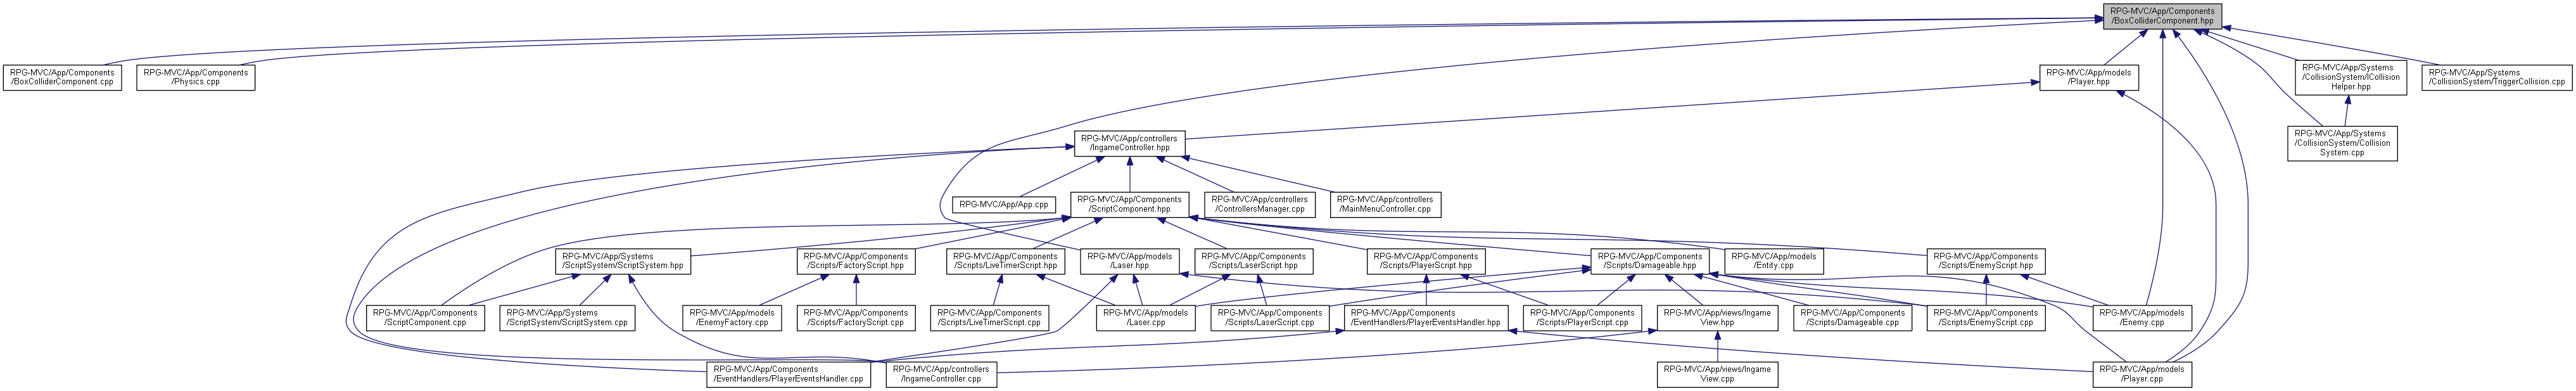 RPG-MVC/App/Components
/BoxColliderComponent.hpp
RPG-MVC/App/Components
/BoxColliderComponent.cpp
RPG-MVC/App/Components
/Physics.cpp
RPG-MVC/App/models
/Player.hpp
RPG-MVC/App/Systems
/CollisionSystem/ICollision
Helper.hpp
RPG-MVC/App/Systems
/CollisionSystem/TriggerCollision.cpp
RPG-MVC/App/controllers
/IngameController.hpp
RPG-MVC/App/Systems
/CollisionSystem/Collision
System.cpp
RPG-MVC/App/App.cpp
RPG-MVC/App/Components
/ScriptComponent.hpp
RPG-MVC/App/controllers
/ControllersManager.cpp
RPG-MVC/App/controllers
/MainMenuController.cpp
RPG-MVC/App/Systems
/ScriptSystem/ScriptSystem.hpp
RPG-MVC/App/Components
/Scripts/FactoryScript.hpp
RPG-MVC/App/Components
/Scripts/LiveTimerScript.hpp
RPG-MVC/App/models
/Laser.hpp
RPG-MVC/App/Components
/Scripts/LaserScript.hpp
RPG-MVC/App/Components
/Scripts/PlayerScript.hpp
RPG-MVC/App/Components
/Scripts/Damageable.hpp
RPG-MVC/App/models
/Entity.cpp
RPG-MVC/App/Components
/Scripts/EnemyScript.hpp
RPG-MVC/App/Components
/ScriptComponent.cpp
RPG-MVC/App/Systems
/ScriptSystem/ScriptSystem.cpp
RPG-MVC/App/models
/EnemyFactory.cpp
RPG-MVC/App/Components
/Scripts/FactoryScript.cpp
RPG-MVC/App/Components
/Scripts/LiveTimerScript.cpp
RPG-MVC/App/models
/Laser.cpp
RPG-MVC/App/Components
/Scripts/LaserScript.cpp
RPG-MVC/App/Components
/EventHandlers/PlayerEventsHandler.hpp
RPG-MVC/App/Components
/Scripts/PlayerScript.cpp
RPG-MVC/App/views/Ingame
View.hpp
RPG-MVC/App/Components
/Scripts/Damageable.cpp
RPG-MVC/App/Components
/Scripts/EnemyScript.cpp
RPG-MVC/App/models
/Enemy.cpp
RPG-MVC/App/Components
/EventHandlers/PlayerEventsHandler.cpp
RPG-MVC/App/controllers
/IngameController.cpp
RPG-MVC/App/views/Ingame
View.cpp
RPG-MVC/App/models
/Player.cpp